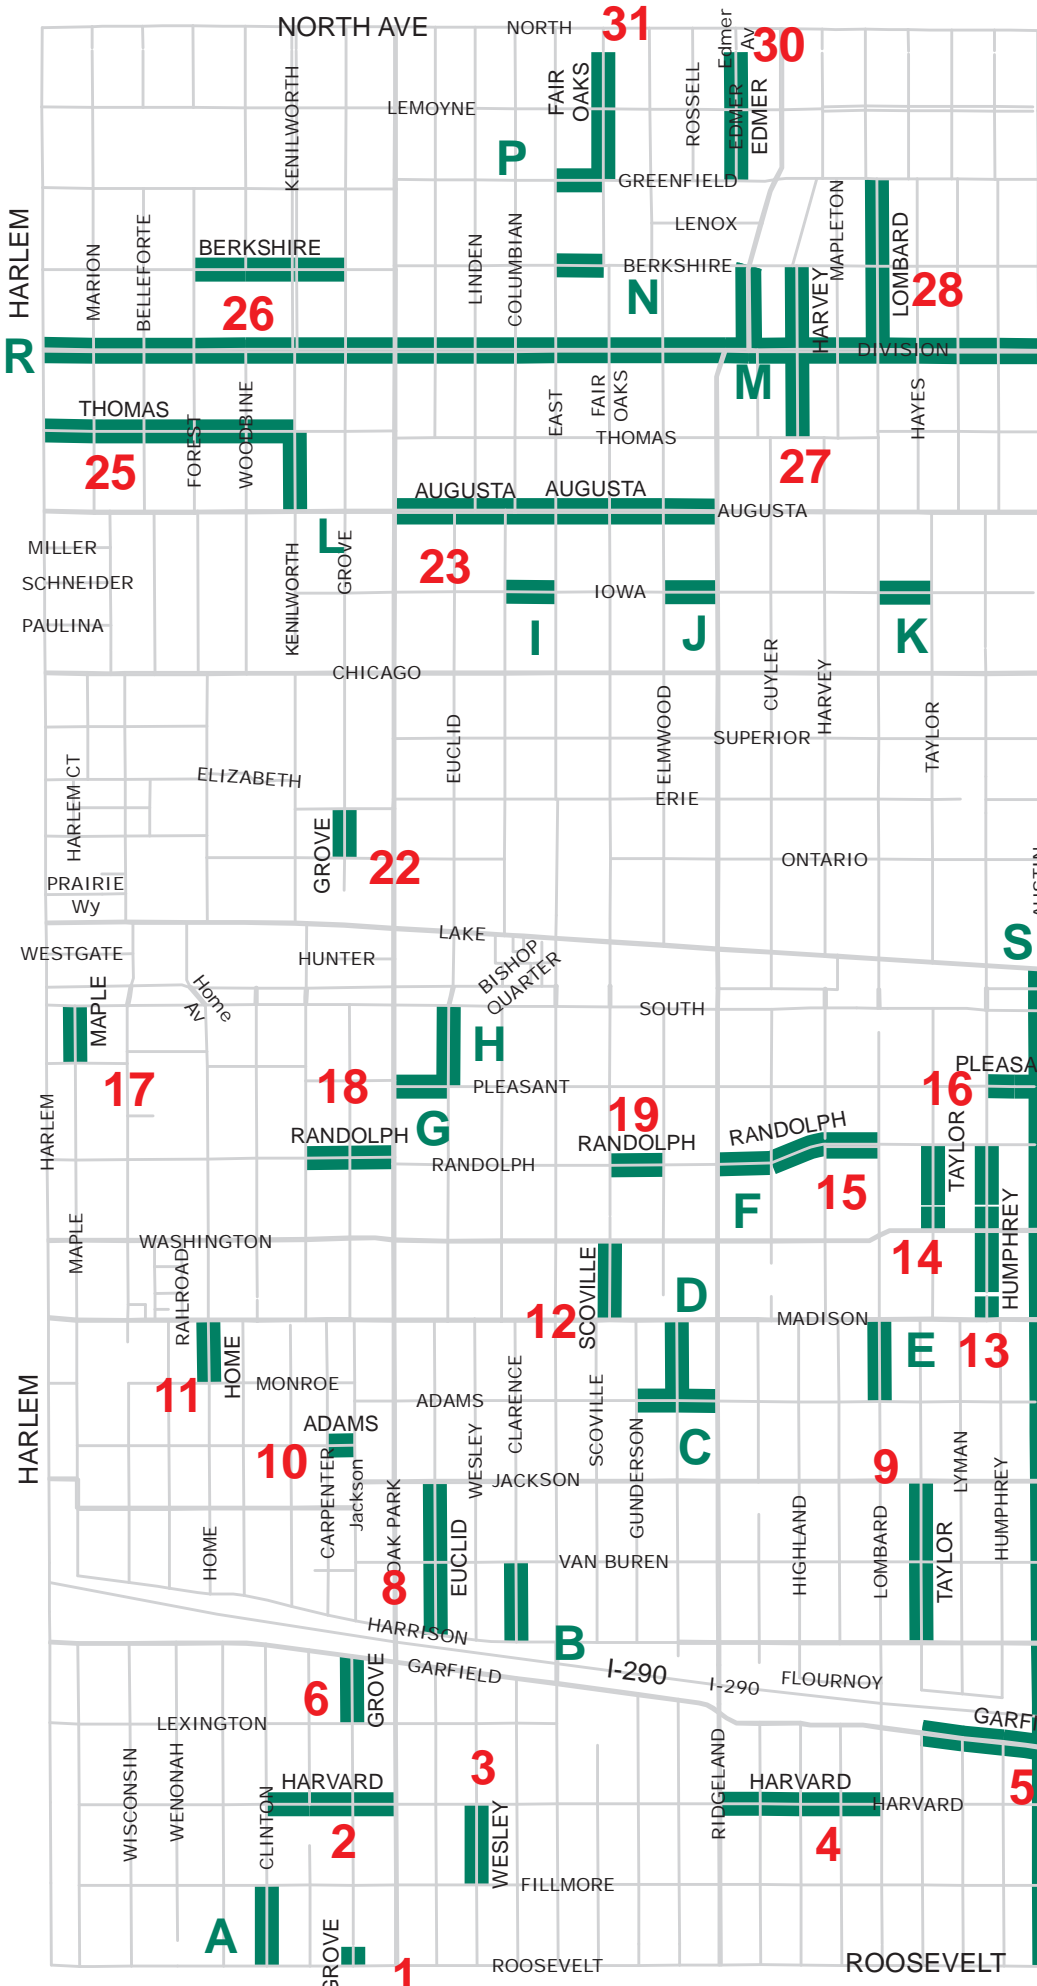 NORTH AVE
NORTH
31
Edmer
Av
30
KENILWORTH
LEMOYNE
FAIR
OAKS
ROSSELL
EDMER
EDMER
P
GREENFIELD
HARLEM
MARION
BELLEFORTE
BERKSHIRE
LINDEN
COLUMBIAN
LENOX
MAPLETON
LOMBARD
28
26
BERKSHIRE
N
HARVEY
R
DIVISION
M
THOMAS
FOREST
WOODBINE
EAST
FAIR
OAKS
HAYES
THOMAS
25
27
AUGUSTA
AUGUSTA
AUGUSTA
L
GROVE
23
MILLER
SCHNEIDER
PAULINA
KENILWORTH
IOWA
I
J
K
CHICAGO
CUYLER
HARVEY
EUCLID
ELMWOOD
SUPERIOR
TAYLOR
HARLEM CT
ELIZABETH
ERIE
GROVE
22
ONTARIO
PRAIRIE
Wy
LAKE
S
WESTGATE
HUNTER
BISHOP
QUARTER
MAPLE
Home
Av
SOUTH
H
17
18
PLEASANT
16
PLEASA
HARLEM
G
19
RANDOLPH
RANDOLPH
RANDOLPH
RANDOLPH
TAYLOR
15
F
HUMPHREY
MAPLE
WASHINGTON
14
RAILROAD
SCOVILLE
12
D
MADISON
HOME
E
13
11
HARLEM
MONROE
ADAMS
CLARENCE
SCOVILLE
ADAMS
10
CARPENTER
Jackson
WESLEY
C
GUNDERSON
9
LYMAN
JACKSON
HUMPHREY
HOME
OAK PARK
EUCLID
HIGHLAND
LOMBARD
TAYLOR
VAN BUREN
8
HARRISON
B
GROVE
GARFIELD
I-290
I-290
FLOURNOY
6
LEXINGTON
GARFI
WISCONSIN
WENONAH
3
RIDGELAND
5
HARVARD
HARVARD
HARVARD
CLINTON
2
WESLEY
4
FILLMORE
A
GROVE
1
ROOSEVELT
ROOSEVELT